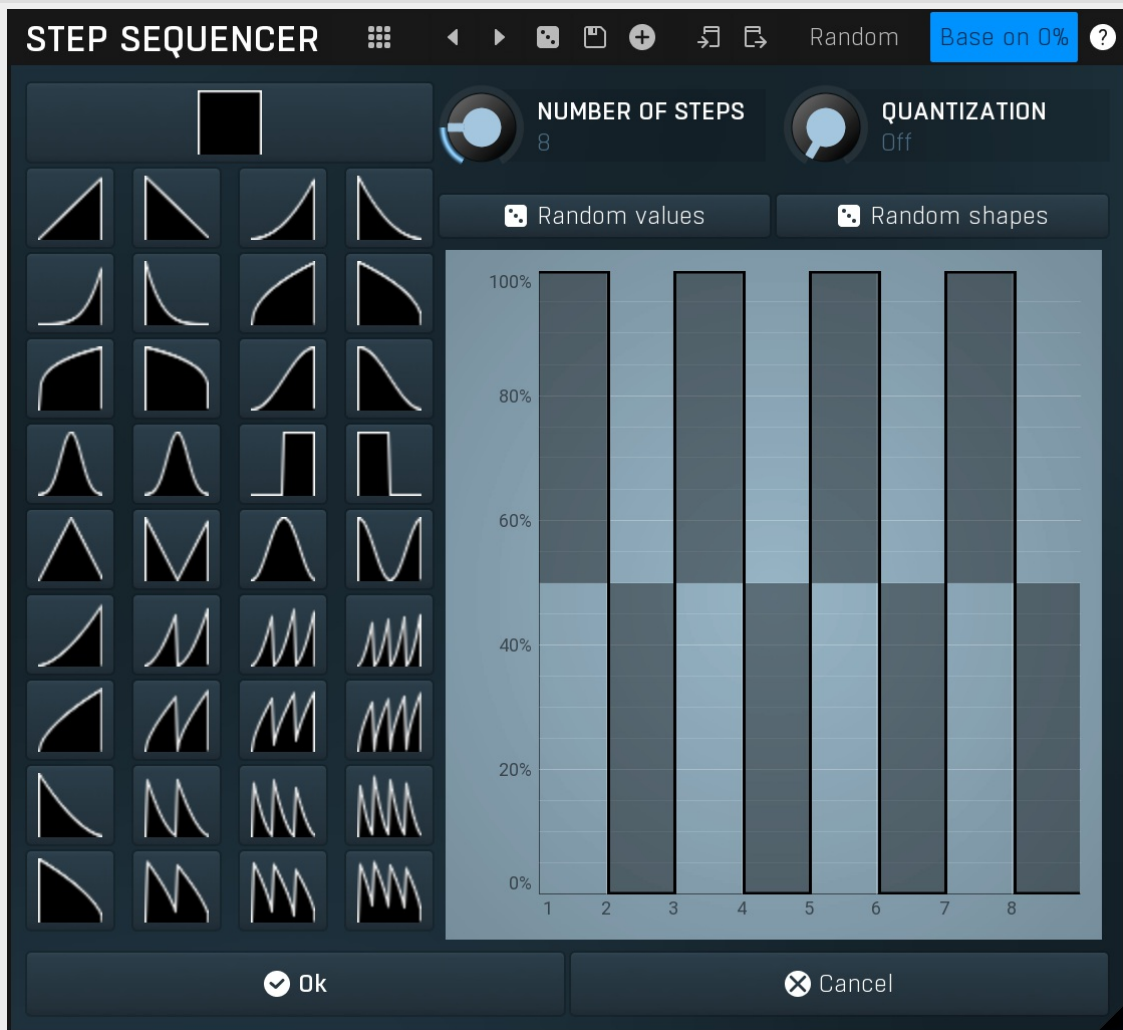 STEP SEQUENCER
Random
Base on 0%
?
NUMBER OF STEPS
8
QUANTIZATION
Off
Random values
Random shapes
100%
80%
60%
40%
20%
0%
1 2 3 4 5 6 7 8
Ok
Cancel